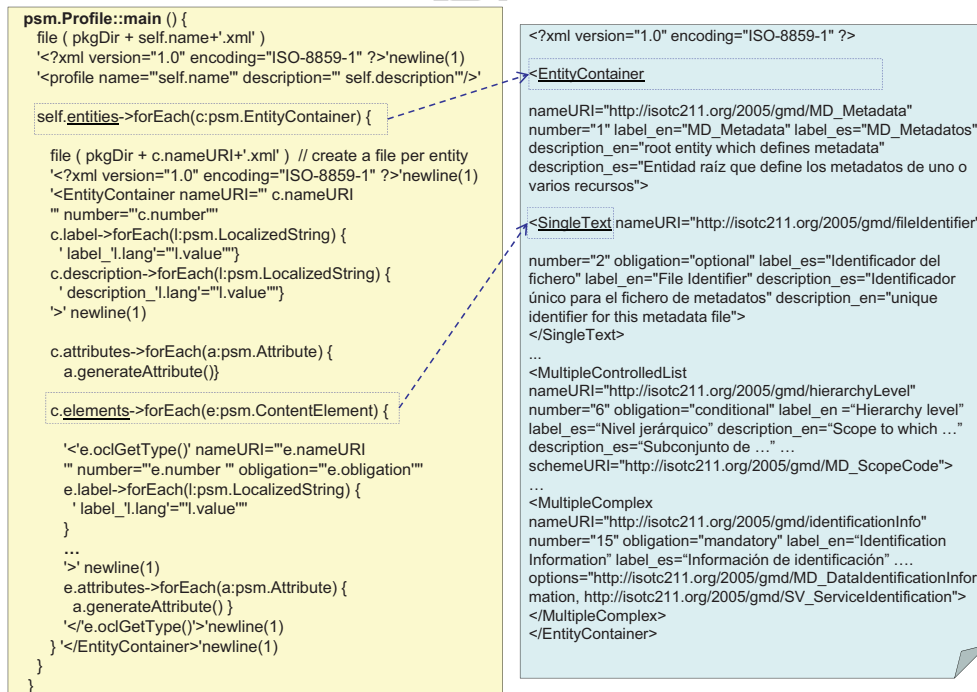 psm.Profile::main () {
file ( pkgDir + self.name+'.xml' )
'<?xml version="1.0" encoding="ISO-8859-1" ?>'newline(1)
'<profile name="'self.name'" description="' self.description'"/>'
self.entities->forEach(c:psm.EntityContainer) {
file ( pkgDir + c.nameURI+'.xml' ) // create a file per entity
'<?xml version="1.0" encoding="ISO-8859-1" ?>'newline(1)
'<EntityContainer nameURI="' c.nameURI
'" number="'c.number'"'
c.label->forEach(l:psm.LocalizedString) {
' label_'l.lang'="'l.value'"'}
c.description->forEach(l:psm.LocalizedString) {
' description_'l.lang'="'l.value'"'}
'>' newline(1)
c.attributes->forEach(a:psm.Attribute) {
a.generateAttribute()}
c.elements->forEach(e:psm.ContentElement) {
'<'e.oclGetType()' nameURI="'e.nameURI
'" number="'e.number '" obligation="'e.obligation'"'
e.label->forEach(l:psm.LocalizedString) {
' label_'l.lang'="'l.value'"'
}
...
'>' newline(1)
e.attributes->forEach(a:psm.Attribute) {
a.generateAttribute() }
'</'e.oclGetType()'>'newline(1)
} '</EntityContainer>'newline(1)
}
}
<?xml version="1.0" encoding="ISO-8859-1" ?>
<EntityContainer
nameURI="http://isotc211.org/2005/gmd/MD_Metadata"
number="1" label_en="MD_Metadata" label_es="MD_Metadatos"
description_en="root entity which defines metadata"
description_es="Entidad raíz que define los metadatos de uno o
varios recursos">
<SingleText nameURI="http://isotc211.org/2005/gmd/fileIdentifier"
number="2" obligation="optional" label_es="Identificador del
fichero" label_en="File Identifier" description_es="Identificador
único para el fichero de metadatos" description_en="unique
identifier for this metadata file">
</SingleText>
...
<MultipleControlledList
nameURI="http://isotc211.org/2005/gmd/hierarchyLevel"
number="6" obligation="conditional" label_en =“Hierarchy level”
label_es=“Nivel jerárquico” description_en=“Scope to which …”
description_es=“Subconjunto de …” …
schemeURI="http://isotc211.org/2005/gmd/MD_ScopeCode">
…
<MultipleComplex
nameURI="http://isotc211.org/2005/gmd/identificationInfo"
number="15" obligation="mandatory" label_en=“Identification
Information” label_es=“Información de identificación” ….
options="http://isotc211.org/2005/gmd/MD_DataIdentificationInfor
mation, http://isotc211.org/2005/gmd/SV_ServiceIdentification">
</MultipleComplex>
</EntityContainer>